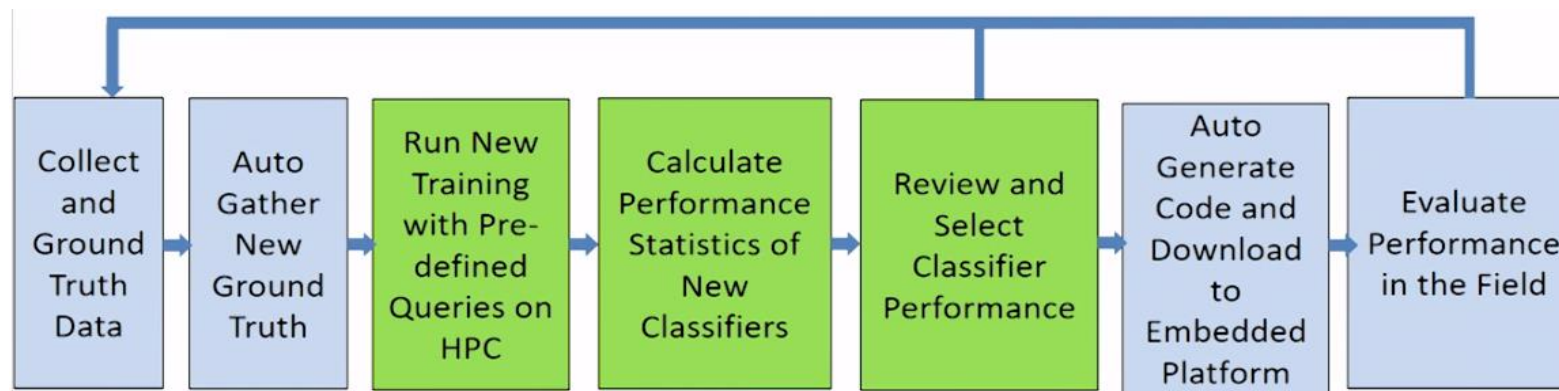 Collect
and
Ground
Truth
Data
Auto
Gather
New
Ground
Truth
Run New
Training
with Pre-
defined
Queries on
HPC
Calculate
Performance
Statistics of
New
Classifiers
Review and
Select
Classifier
Performance
Auto
Generate
Code and
Download
to
Embedded
Platform
Evaluate
Performance
in the Field